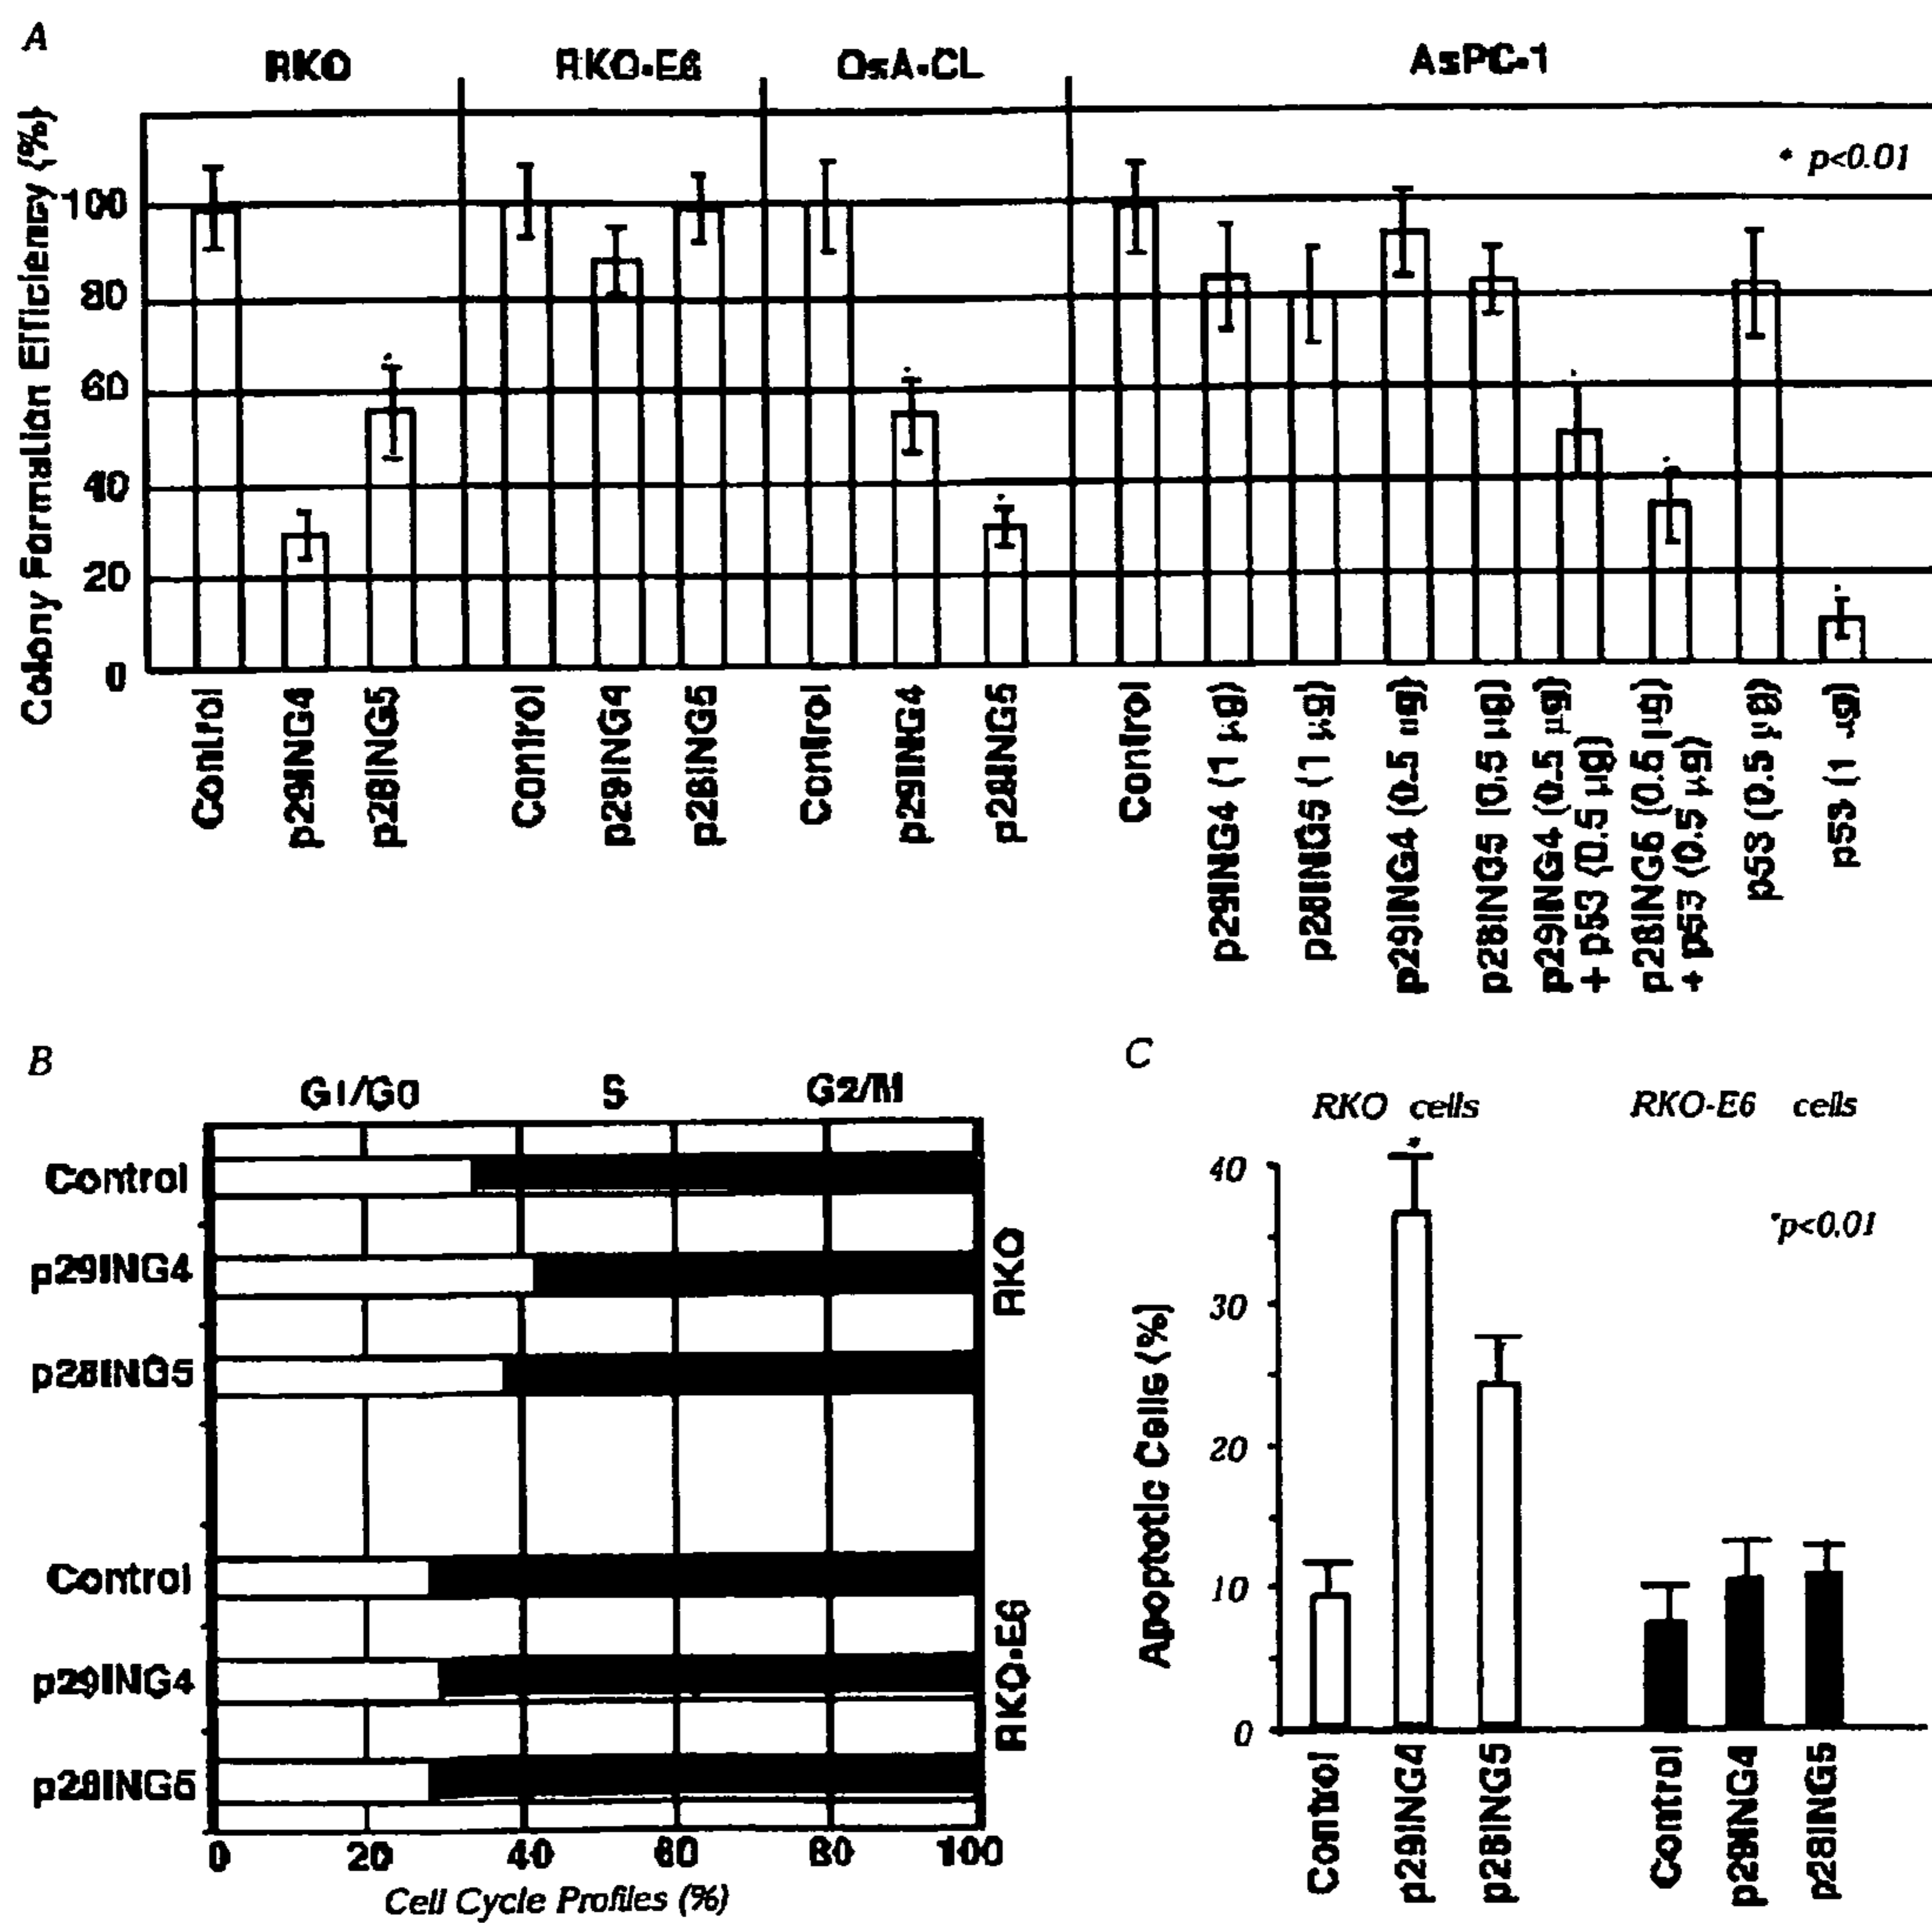 A
RKO RKO-E6 OsA-CL AsPC-1
Colony Formation Efficiency (%)
* p<0.01
100
80
60
40
20
0
Control
p29ING4
p28ING5
Control
p29ING4
p28ING5
Control
p29ING4
p28ING5
Control
p29ING4 (1 µg)
p28ING5 (1 µg)
p29ING4 (0.5 µg)
p28ING5 (0.5 µg)
p29ING4 (0.5 µg)
+ p53 (0.5 µg)
p28ING5 (0.5 µg)
+ p53 (0.5 µg)
p53 (0.5 µg)
p53 (1 µg)
B
G1/G0 S G2/M
Control
p29ING4
p28ING5
RKO
Control
p29ING4
p28ING5
RKO-E6
0 20 40 60 80 100
Cell Cycle Profiles (%)
C
RKO cells RKO-E6 cells
*
*p<0.01
Apoptotic Cells (%)
40
30
20
10
0
Control
p29ING4
p28ING5
Control
p29ING4
p28ING5